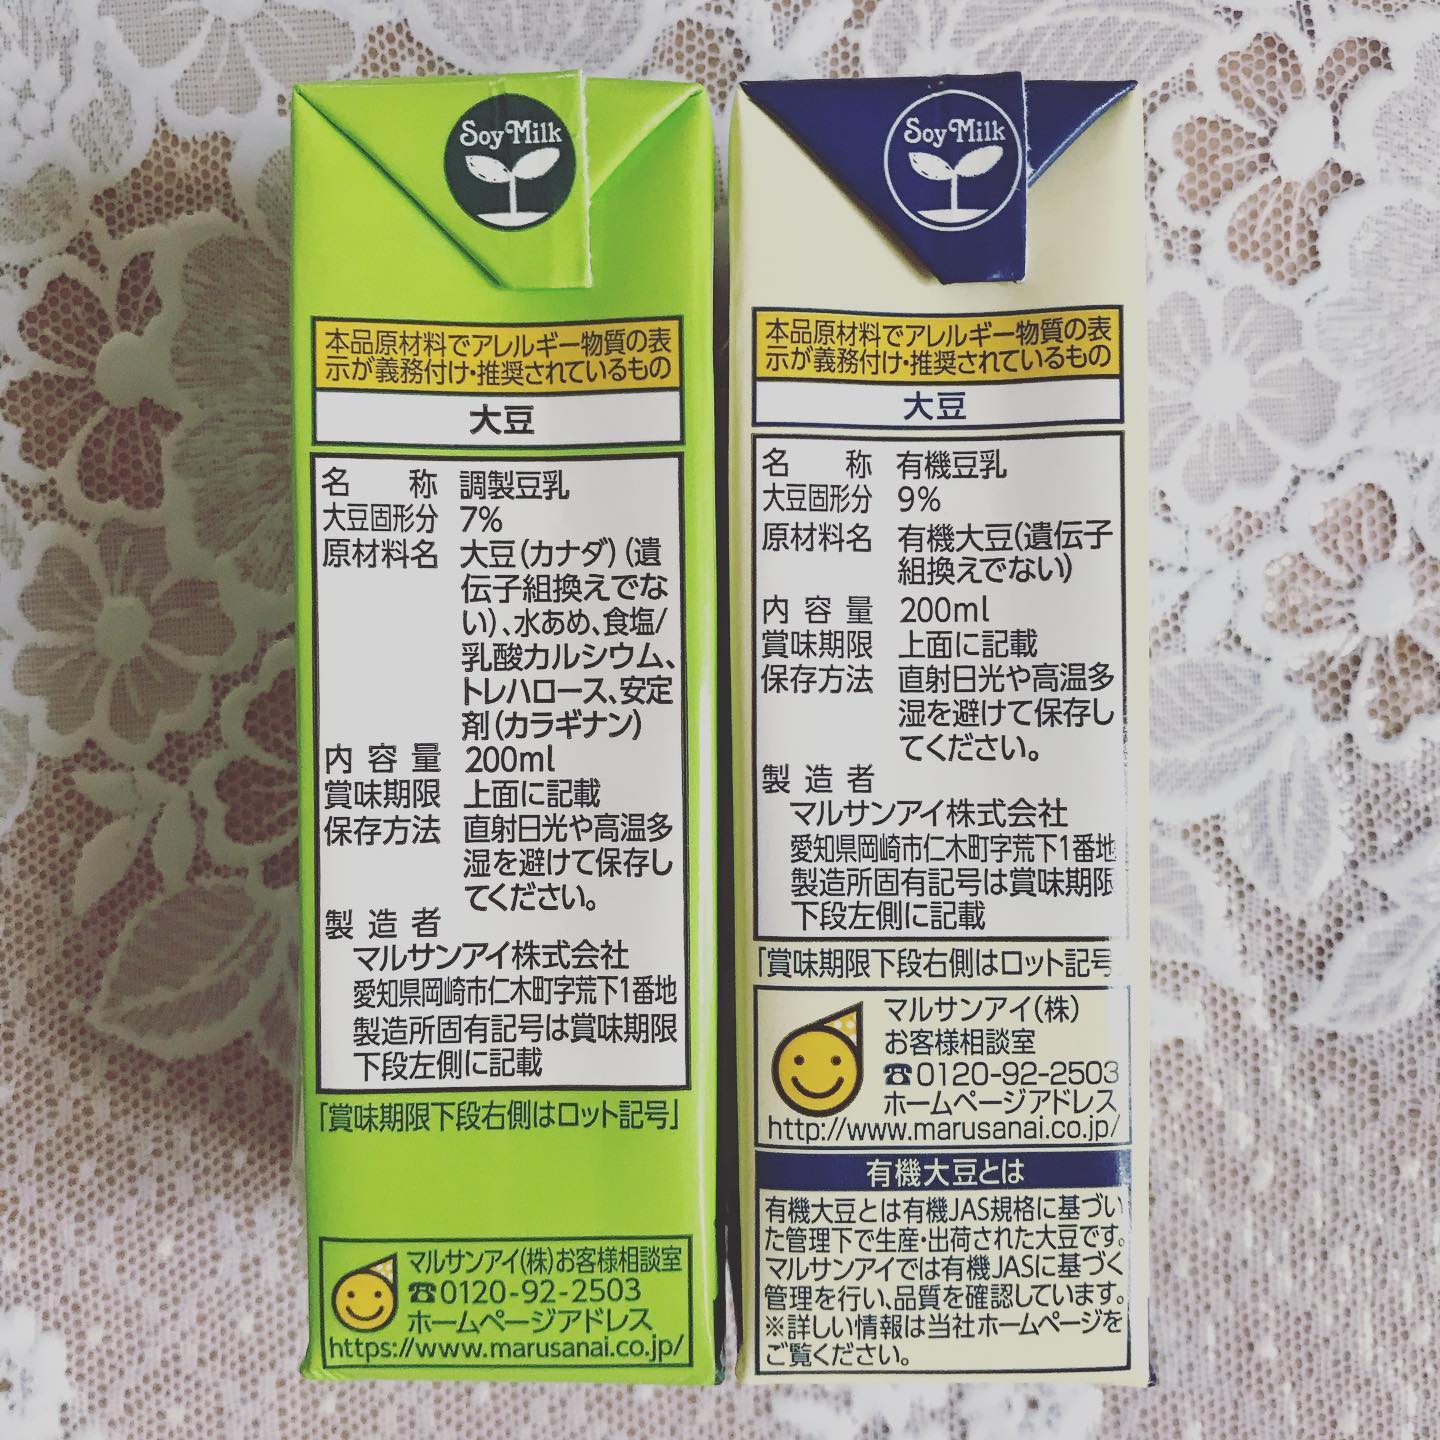 Soy Milk
本品原材料でアレルギー物質の表
示が義務付け・推奨されているもの
大豆
名 称 調製豆乳
大豆固形分 7%
原材料名 大豆(カナダ)(遺
伝子組換えでな
い)、水あめ、食塩/
乳酸カルシウム、
トレハロース、安定
剤(カラギナン)
内容量 200ml
賞味期限 上面に記載
保存方法 直射日光や高温多
湿を避けて保存し
てください。
製造者
マルサンアイ株式会社
愛知県岡崎市仁木町字荒下1番地
製造所固有記号は賞味期限
下段左側に記載
「賞味期限下段右側はロット記号」
マルサンアイ(株)お客様相談室
☎0120-92-2503
ホームページアドレス
https://www.marusanai.co.jp/
Soy Milk
本品原材料でアレルギー物質の表
示が義務付け・推奨されているもの
大豆
名 称 有機豆乳
大豆固形分 9%
原材料名 有機大豆(遺伝子
組換えでない)
内容量 200ml
賞味期限 上面に記載
保存方法 直射日光や高温多
湿を避けて保存し
てください。
製造者
マルサンアイ株式会社
愛知県岡崎市仁木町字荒下1番地
製造所固有記号は賞味期限
下段左側に記載
「賞味期限下段右側はロット記号
マルサンアイ(株)
お客様相談室
☎0120-92-2503
ホームページアドレス
http://www.marusanai.co.jp/
有機大豆とは
有機大豆とは有機JAS規格に基づい
た管理下で生産・出荷された大豆です。
マルサンアイでは有機JASに基づく
管理を行い、品質を確認しています。
※詳しい情報は当社ホームページを
ご覧ください。